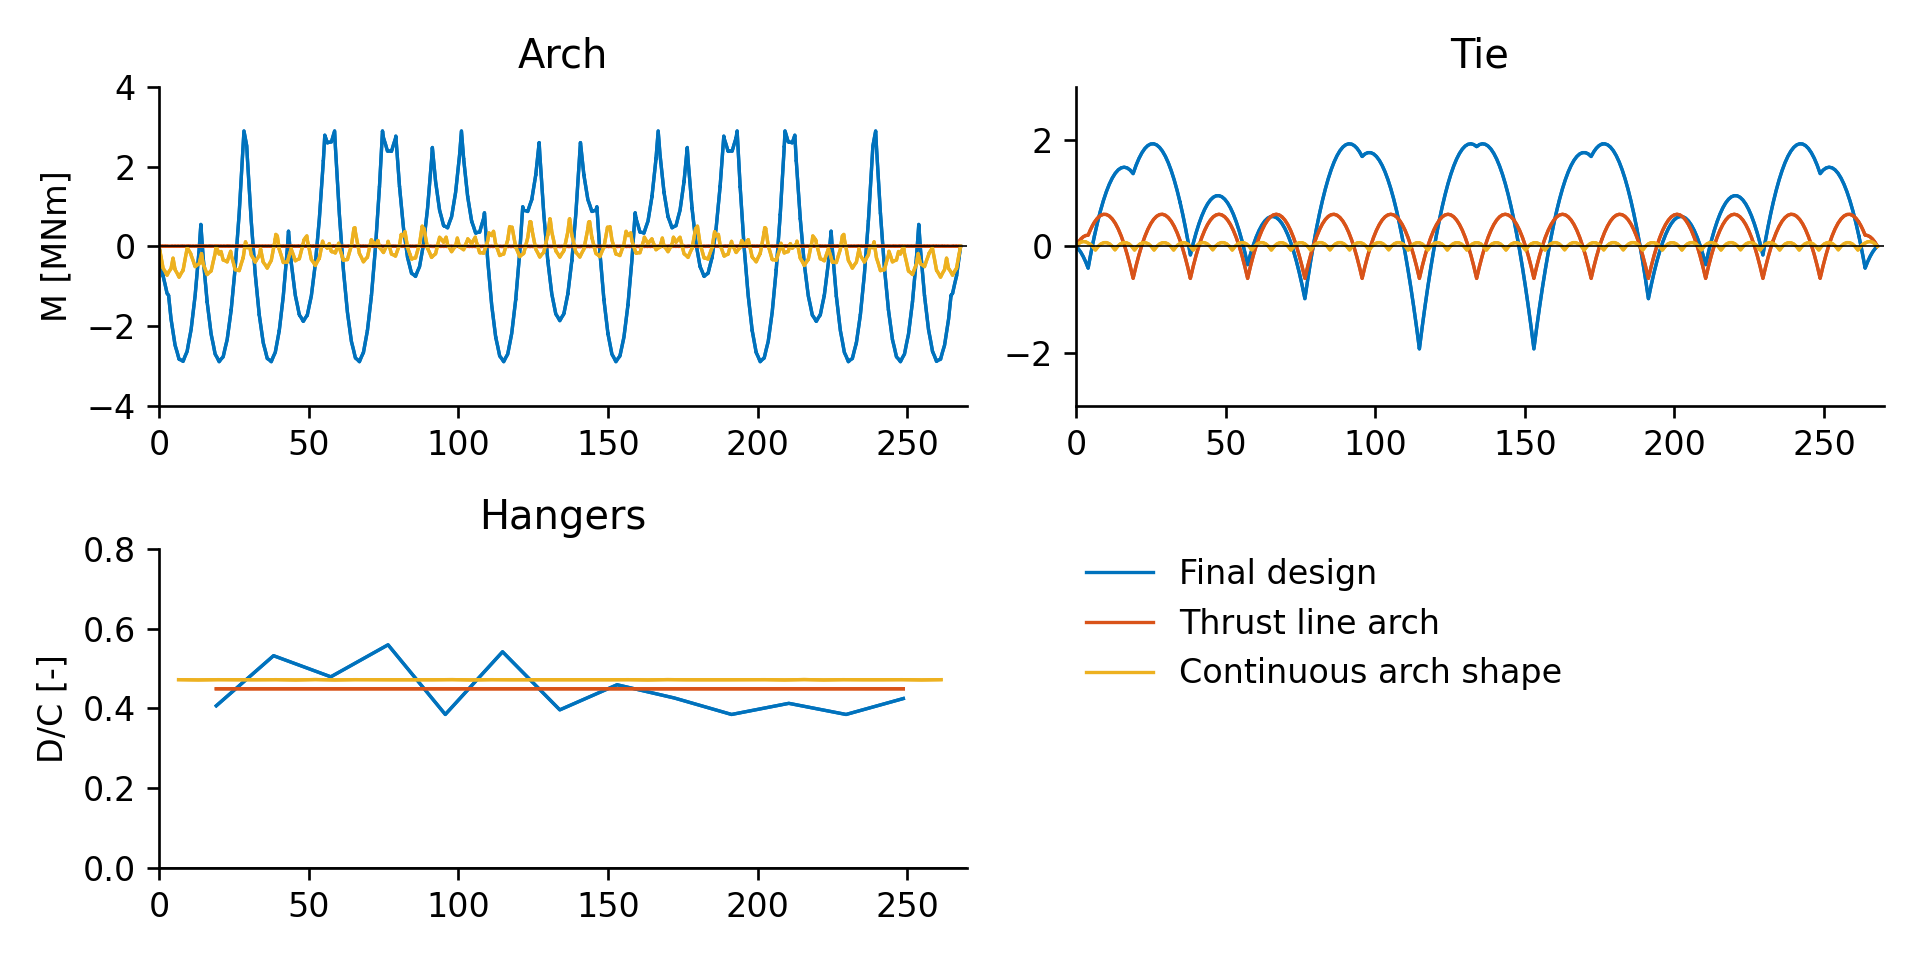 Arch
Tie
M [MNm]
4
2
0
−2
−4
0 50 100 150 200 250
2
0
−2
0 50 100 150 200 250
Hangers
D/C [-]
0.8
0.6
0.4
0.2
0.0
0 50 100 150 200 250
Final design
Thrust line arch
Continuous arch shape